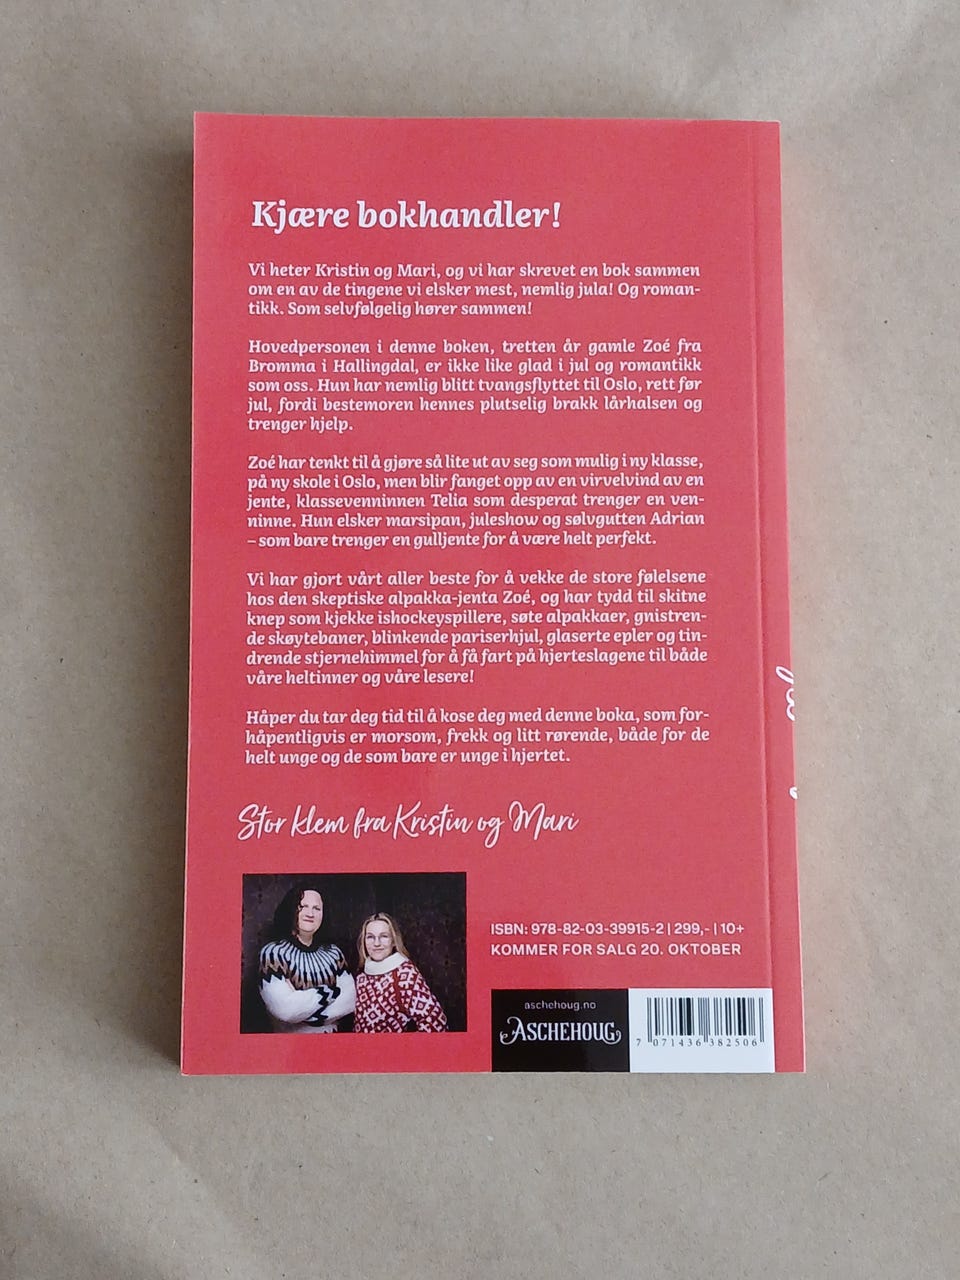 Kjære bokhandler!
Vi heter Kristin og Mari, og vi har skrevet en bok sammen
om en av de tingene vi elsker mest, nemlig jula! Og roman-
tikk. Som selvfølgelig hører sammen!
Hovedpersonen i denne boken, tretten år gamle Zoé fra
Bromma i Hallingdal, er ikke like glad i jul og romantikk
som oss. Hun har nemlig blitt tvangsflyttet til Oslo, rett før
jul, fordi bestemoren hennes plutselig brakk lårhalsen og
trenger hjelp.
Zoé har tenkt til å gjøre så lite ut av seg som mulig i ny klasse,
på ny skole i Oslo, men blir fanget opp av en virvelvind av en
jente, klassevenninnen Telia som desperat trenger en ven-
ninne. Hun elsker marsipan, juleshow og sølvgutten Adrian
– som bare trenger en gulljente for å være helt perfekt.
Vi har gjort vårt aller beste for å vekke de store følelsene
hos den skeptiske alpakka-jenta Zoé, og har tydd til skitne
knep som kjekke ishockeyspillere, søte alpakkaer, gnistren-
de skøytebaner, blinkende pariserhjul, glaserte epler og tin-
drende stjernehimmel for å få fart på hjerteslagene til både
våre heltinner og våre lesere!
Håper du tar deg tid til å kose deg med denne boka, som for-
håpentligvis er morsom, frekk og litt rørende, både for de
helt unge og de som bare er unge i hjertet.
Stor klem fra Kristin og Mari
ISBN: 978-82-03-39915-2 | 299,- | 10+
KOMMER FOR SALG 20. OKTOBER
aschehoug.no
ASCHEHOUG
7 071436 382506